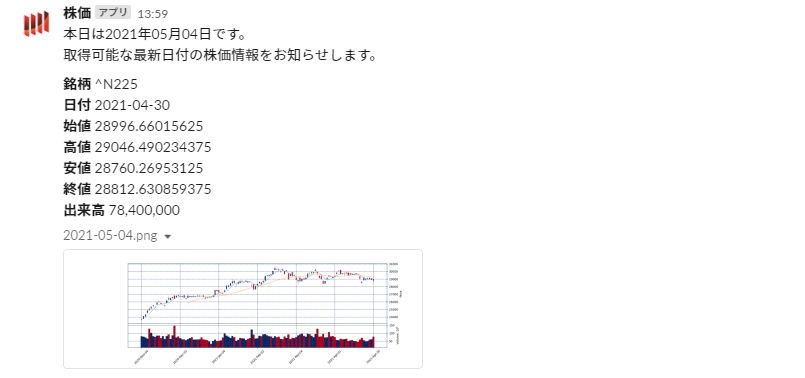 株価 アプリ 13:59
本日は2021年05月04日です。
取得可能な最新日付の株価情報をお知らせします。
銘柄 ^N225
日付 2021-04-30
始値 28996.66015625
高値 29046.490234375
安値 28760.26953125
終値 28812.630859375
出来高 78,400,000
2021-05-04.png